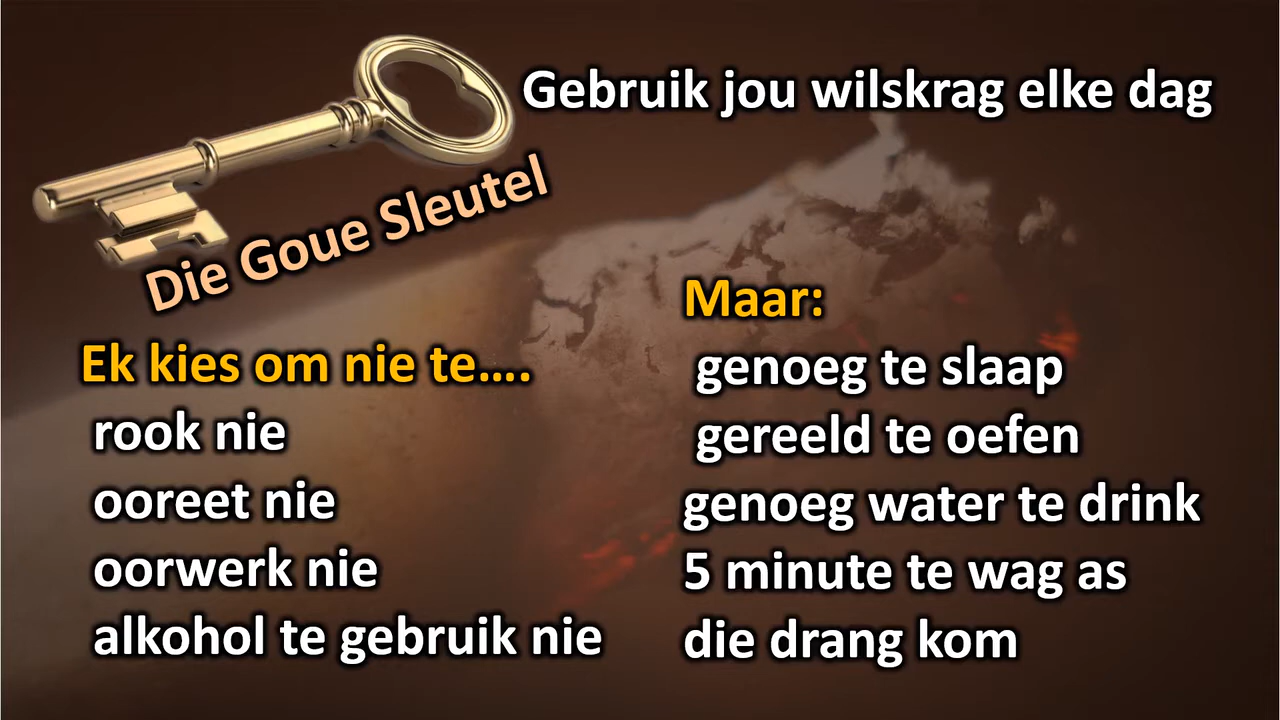 Gebruik jou wilskrag elke dag
Die Goue Sleutel
Ek kies om nie te....
rook nie
ooreet nie
oorwerk nie
alkohol te gebruik nie
Maar:
genoeg te slaap
gereeld te oefen
genoeg water te drink
5 minute te wag as
die drang kom